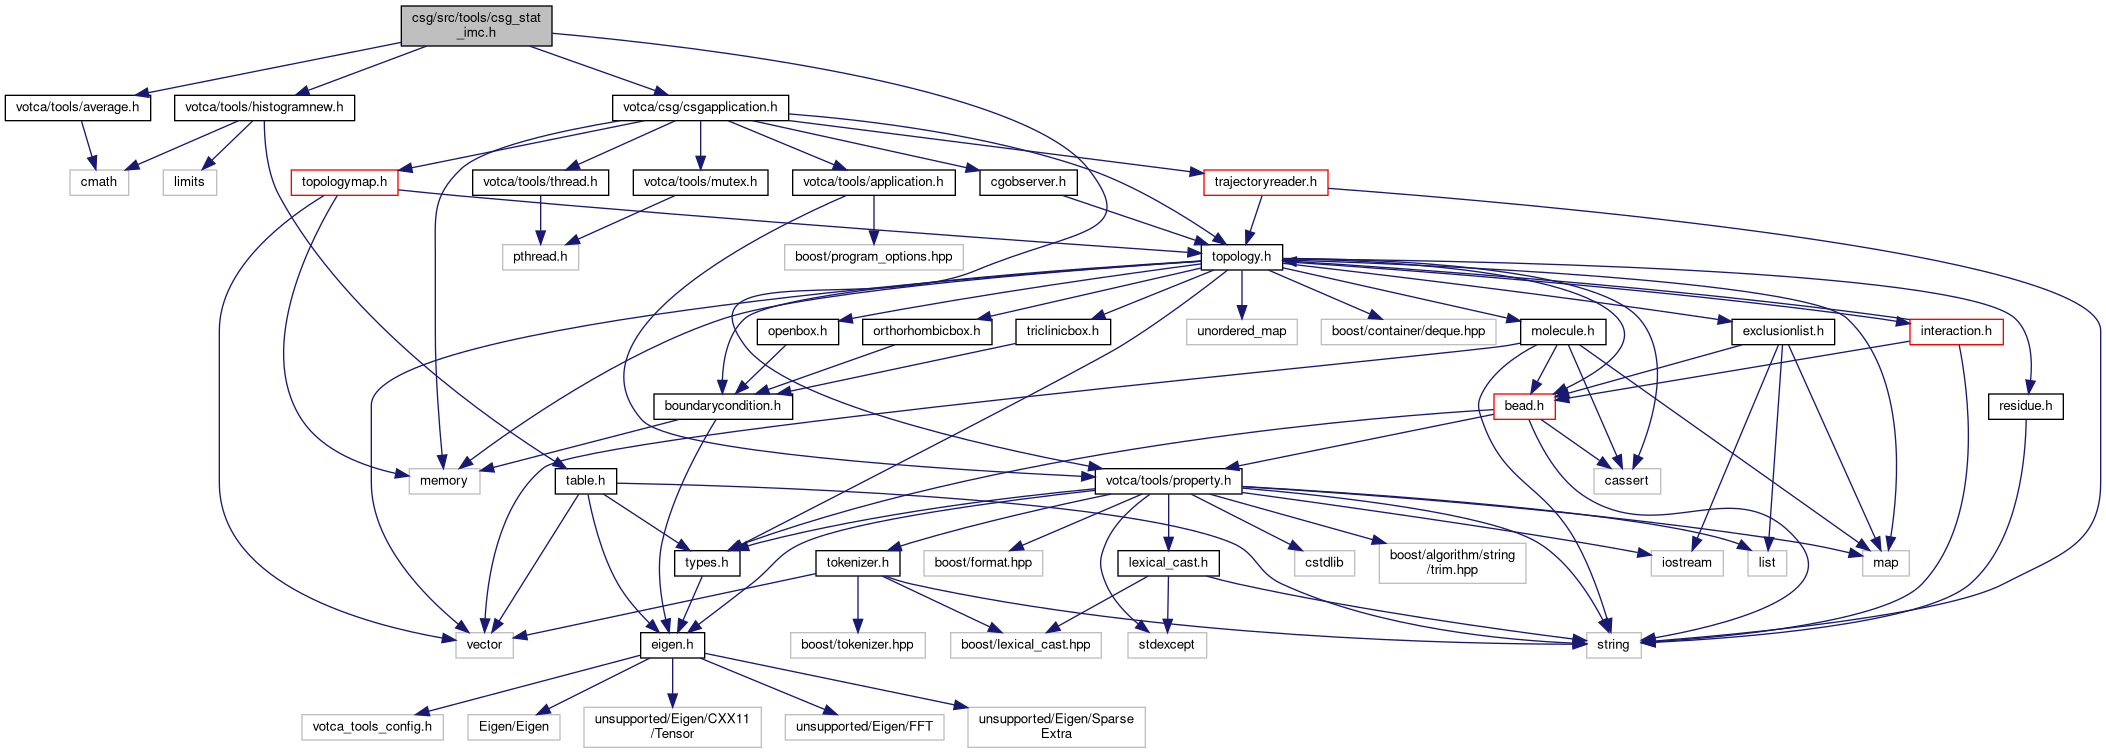 csg/src/tools/csg_stat
_imc.h
votca/tools/average.h
votca/tools/histogramnew.h
votca/csg/csgapplication.h
cmath
limits
topologymap.h
votca/tools/thread.h
votca/tools/mutex.h
votca/tools/application.h
cgobserver.h
trajectoryreader.h
pthread.h
boost/program_options.hpp
topology.h
openbox.h
orthorhombicbox.h
triclinicbox.h
unordered_map
boost/container/deque.hpp
molecule.h
exclusionlist.h
interaction.h
boundarycondition.h
bead.h
residue.h
memory
table.h
votca/tools/property.h
cassert
types.h
tokenizer.h
boost/format.hpp
lexical_cast.h
cstdlib
boost/algorithm/string
/trim.hpp
iostream
list
map
vector
eigen.h
boost/tokenizer.hpp
boost/lexical_cast.hpp
stdexcept
string
votca_tools_config.h
Eigen/Eigen
unsupported/Eigen/CXX11
/Tensor
unsupported/Eigen/FFT
unsupported/Eigen/Sparse
Extra